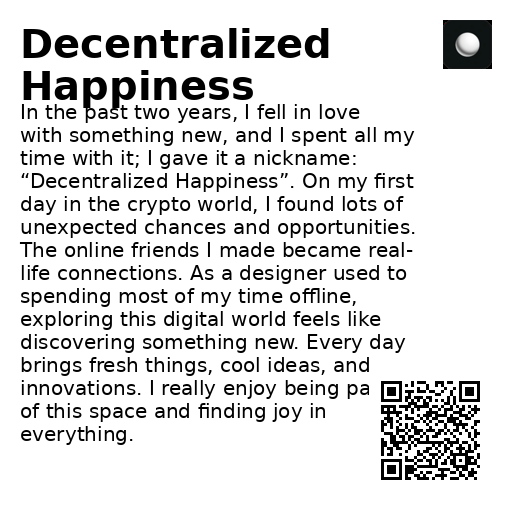 Decentralized
Happiness
In the past two years, I fell in love
with something new, and I spent all my
time with it; I gave it a nickname:
“Decentralized Happiness”. On my first
day in the crypto world, I found lots of
unexpected chances and opportunities.
The online friends I made became real-
life connections. As a designer used to
spending most of my time offline,
exploring this digital world feels like
discovering something new. Every day
brings fresh things, cool ideas, and
innovations. I really enjoy being pa
of this space and finding joy in
everything.